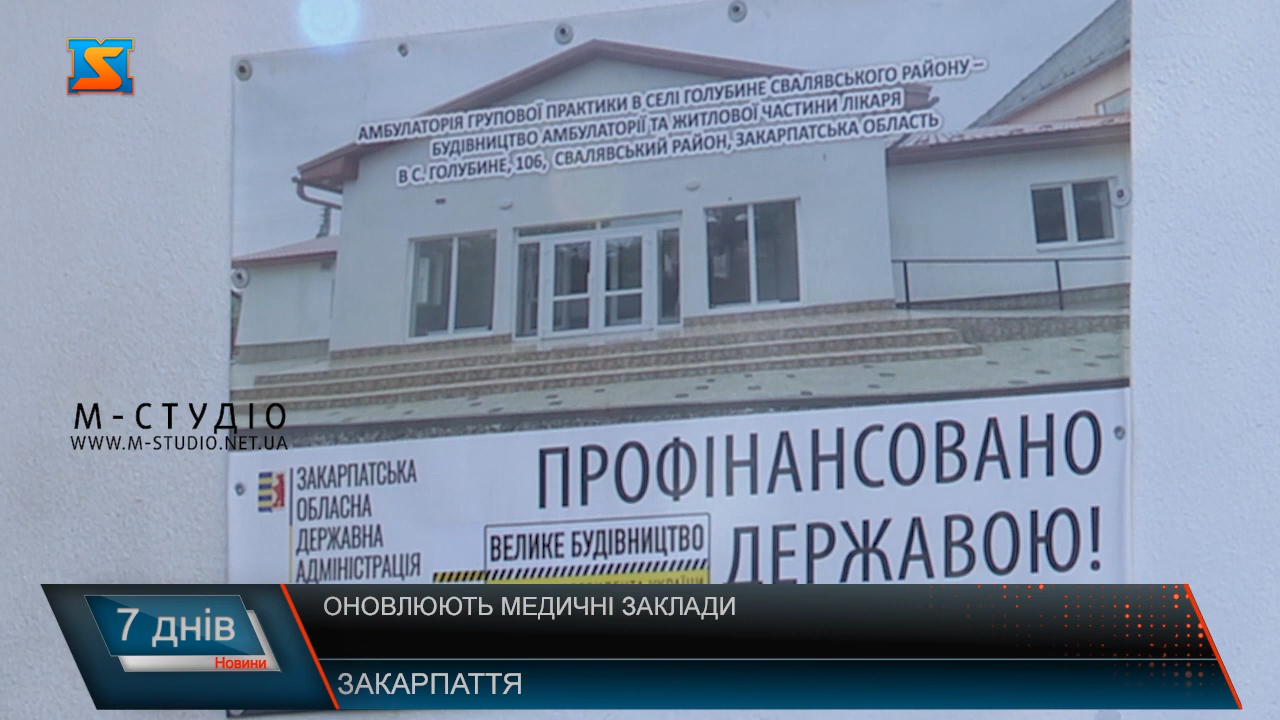 АМБУЛАТОРІЯ ГРУПОВОЇ ПРАКТИКИ В СЕЛІ ГОЛУБИНЕ СВАЛЯВСЬКОГО РАЙОНУ –
БУДІВНИЦТВО АМБУЛАТОРІЇ ТА ЖИТЛОВОЇ ЧАСТИНИ ЛІКАРЯ
В С. ГОЛУБИНЕ, 106, СВАЛЯВСЬКИЙ РАЙОН, ЗАКАРПАТСЬКА ОБЛАСТЬ
М-СТУДІО
WWW.M-STUDIO.NET.UA
ЗАКАРПАТСЬКА
ОБЛАСНА
ДЕРЖАВНА
АДМІНІСТРАЦІЯ
ВЕЛИКЕ БУДІВНИЦТВО
ПРОФІНАНСОВАНО
ДЕРЖАВОЮ!
7 днів
Новини
ОНОВЛЮЮТЬ МЕДИЧНІ ЗАКЛАДИ
ЗАКАРПАТТЯ